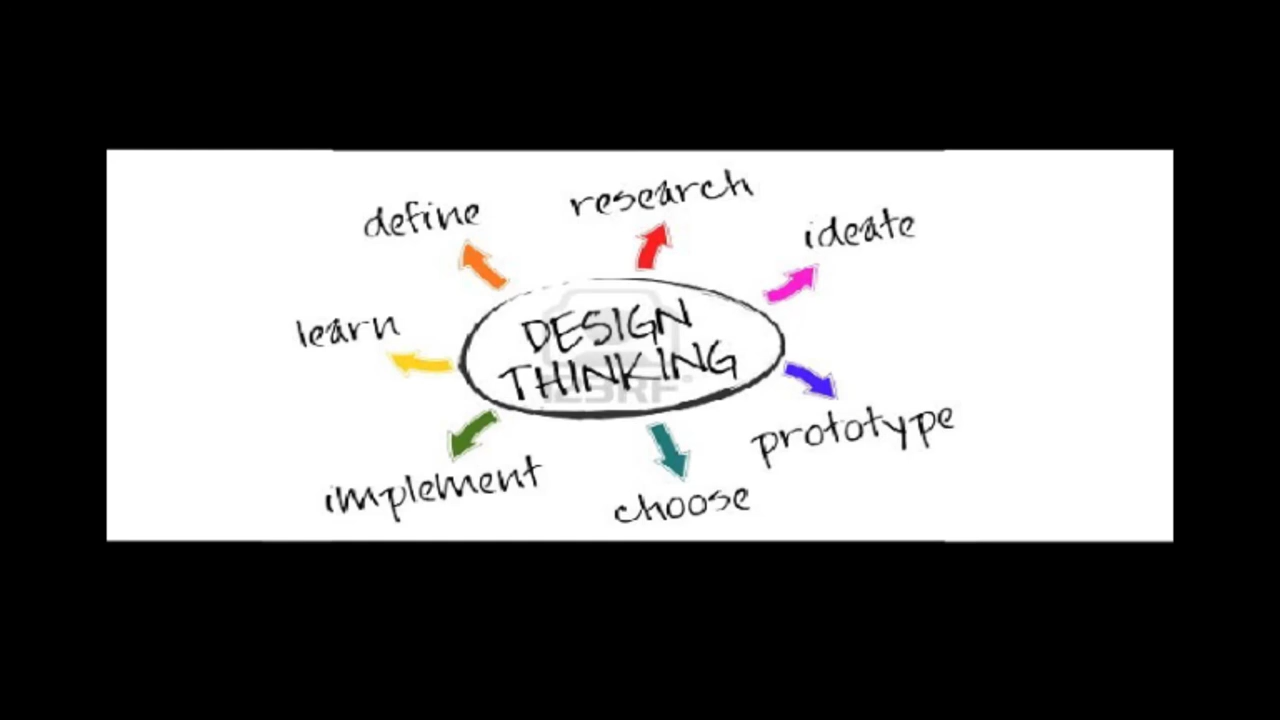 define
research
ideate
learn
DESIGN
THINKING
prototype
implement
choose